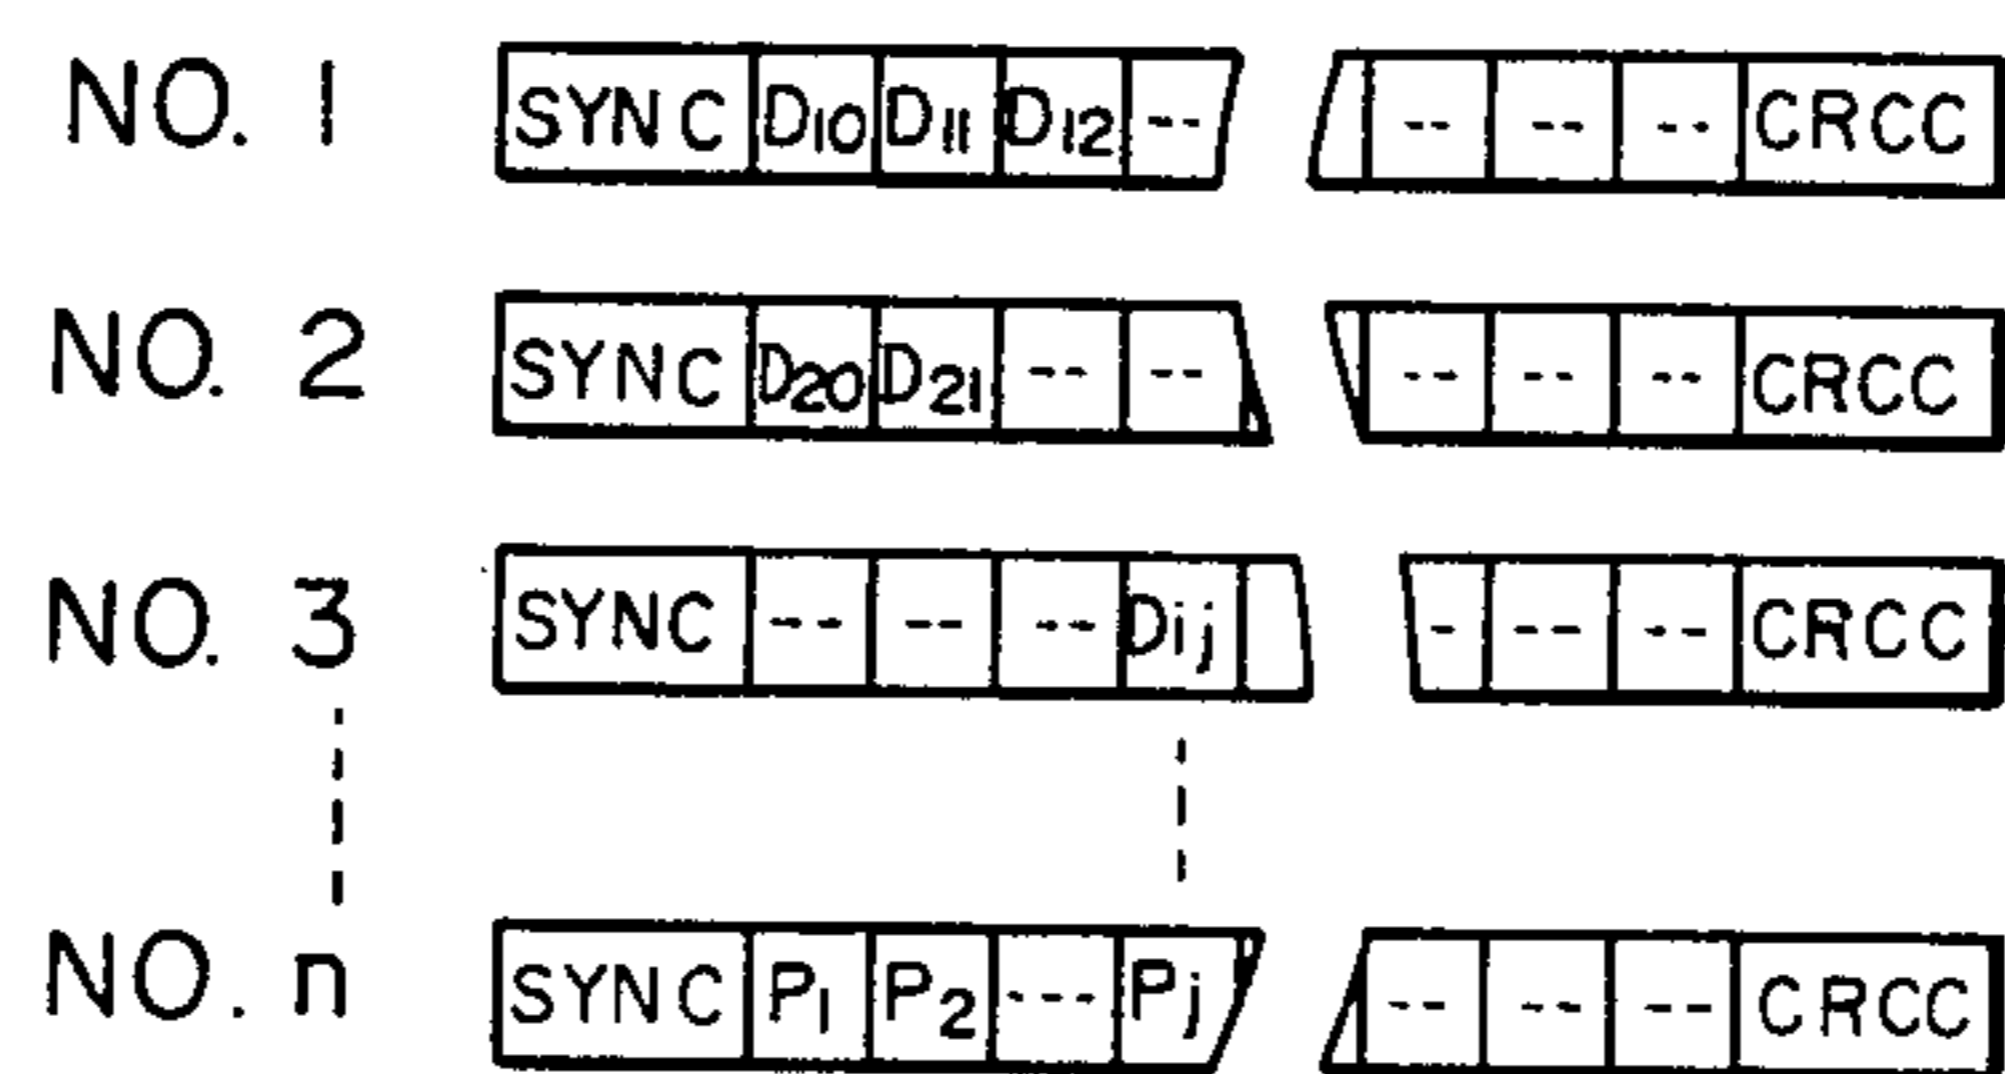 NO. 1 SYNC D10 D11 D12 -- -- -- -- CRCC
NO. 2 SYNC D20 D21 -- -- -- -- -- CRCC
NO. 3 SYNC -- -- -- Dij - -- -- CRCC
NO. n SYNC P1 P2 --- Pj -- -- -- CRCC